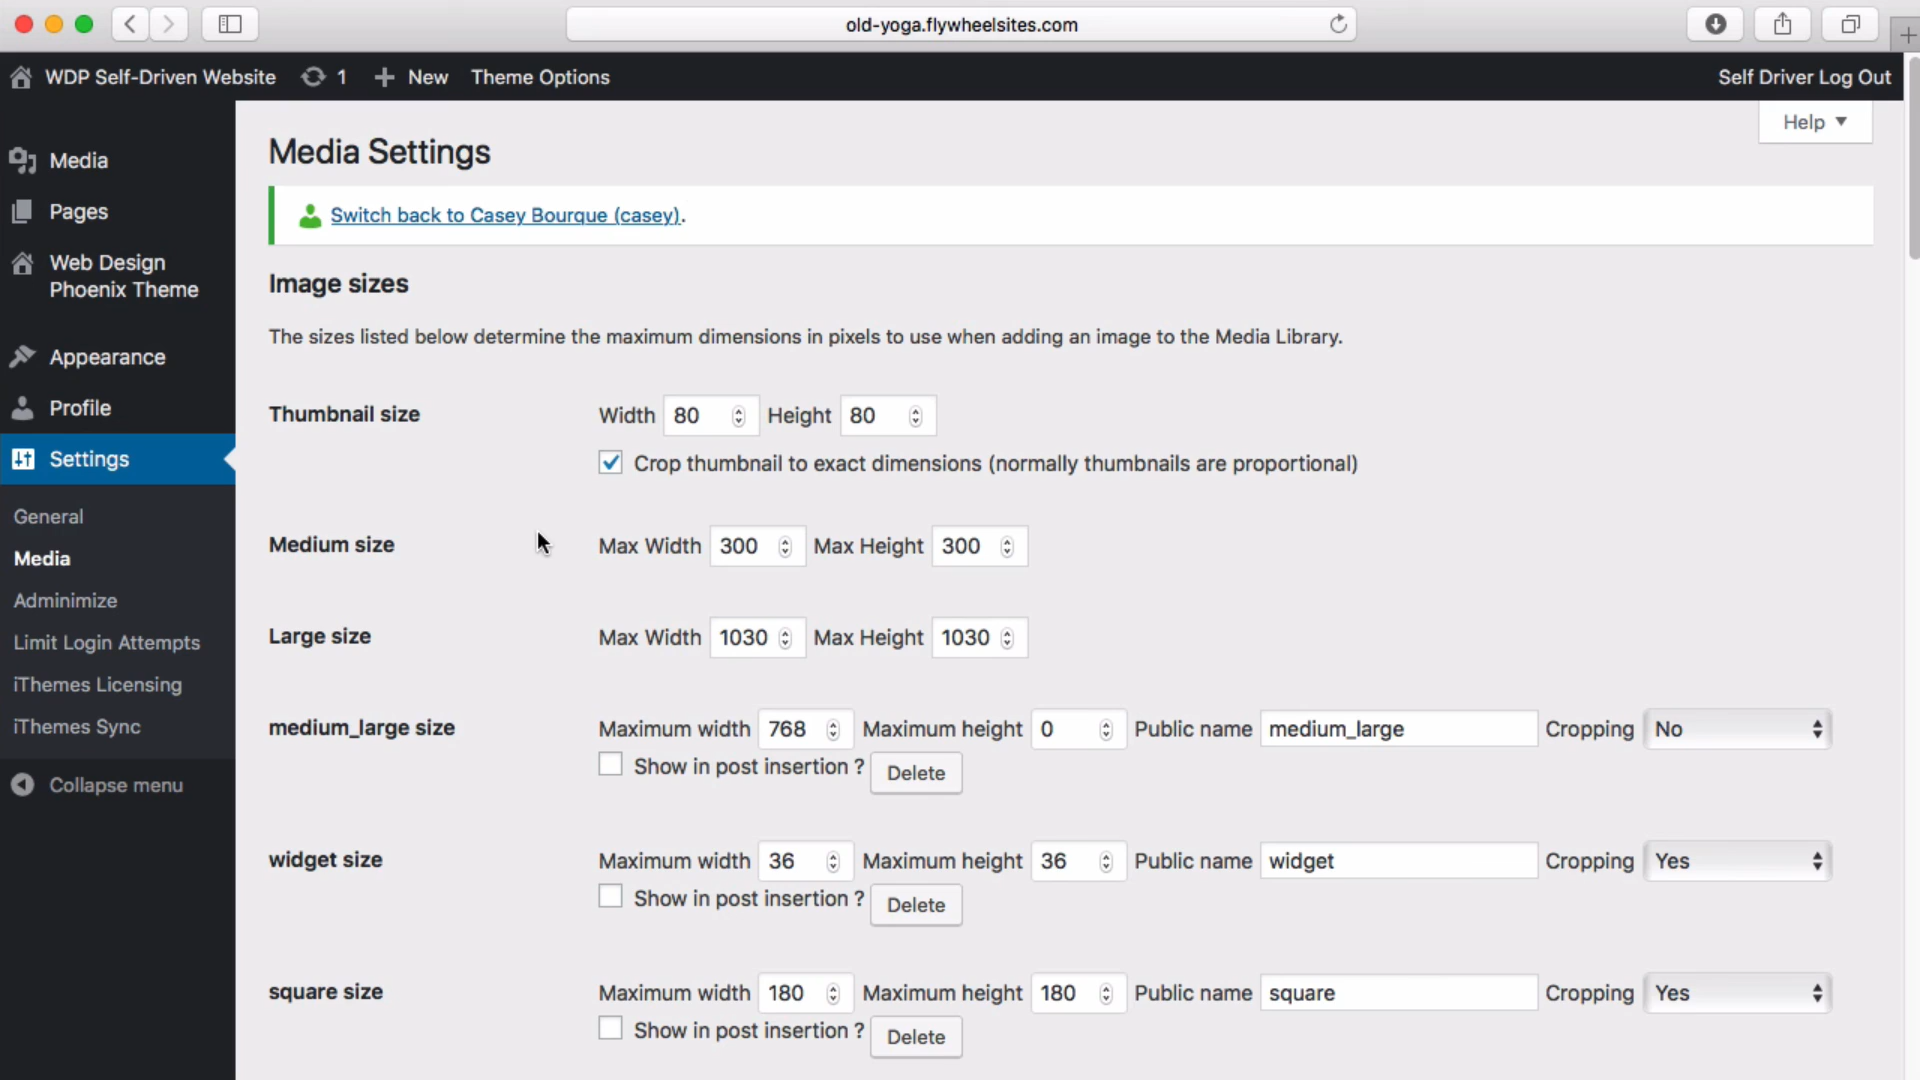 old-yoga.flywheelsites.com
WDP Self-Driven Website 1 New Theme Options Self Driver Log Out
Help
Media
Pages
Web Design
Phoenix Theme
Appearance
Profile
Settings
General
Media
Adminimize
Limit Login Attempts
iThemes Licensing
iThemes Sync
Collapse menu
Media Settings
Switch back to Casey Bourque (casey).
Image sizes
The sizes listed below determine the maximum dimensions in pixels to use when adding an image to the Media Library.
Thumbnail size Width 80 Height 80
Crop thumbnail to exact dimensions (normally thumbnails are proportional)
Medium size Max Width 300 Max Height 300
Large size Max Width 1030 Max Height 1030
medium_large size Maximum width 768 Maximum height 0 Public name medium_large Cropping No
Show in post insertion ? Delete
widget size Maximum width 36 Maximum height 36 Public name widget Cropping Yes
Show in post insertion ? Delete
square size Maximum width 180 Maximum height 180 Public name square Cropping Yes
Show in post insertion ? Delete